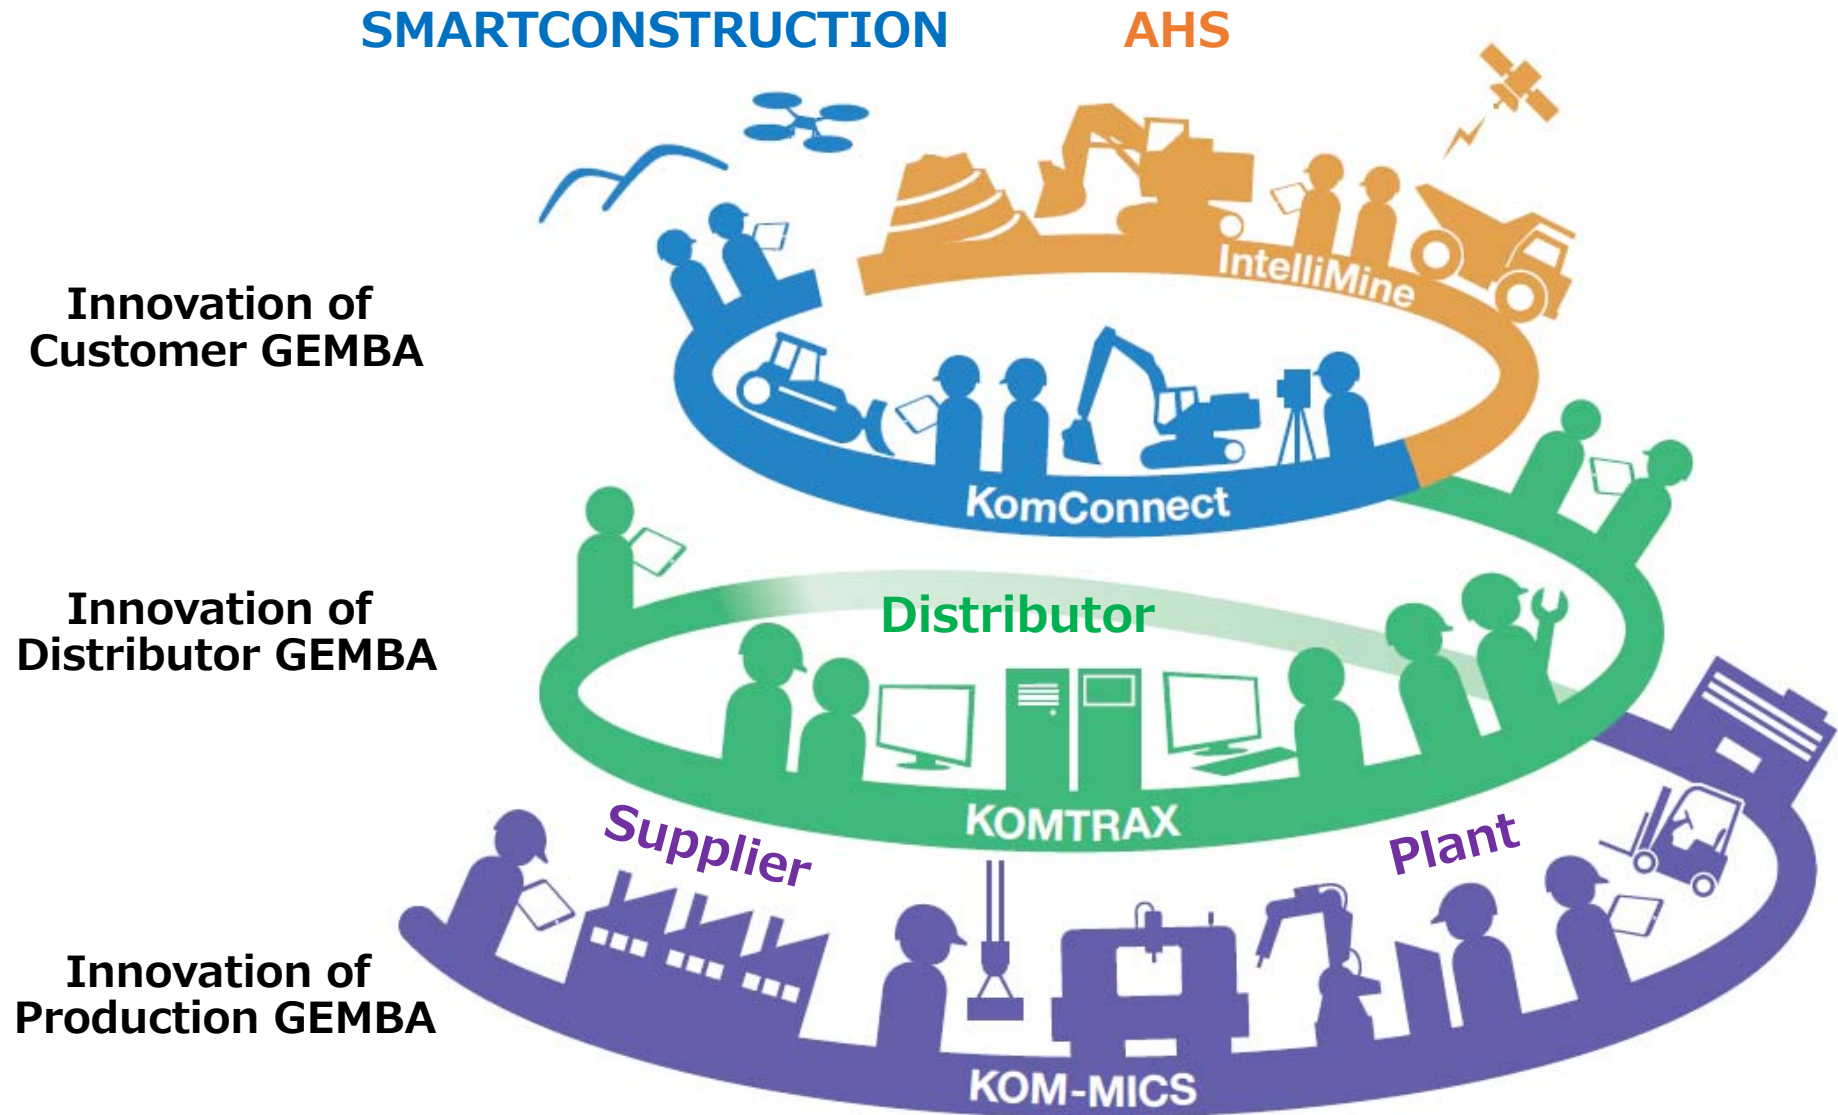 SMARTCONSTRUCTION
AHS
IntelliMine
Innovation of
Customer GEMBA
KomConnect
Innovation of
Distributor GEMBA
Distributor
KOMTRAX
Supplier
Plant
Innovation of
Production GEMBA
KOM-MICS